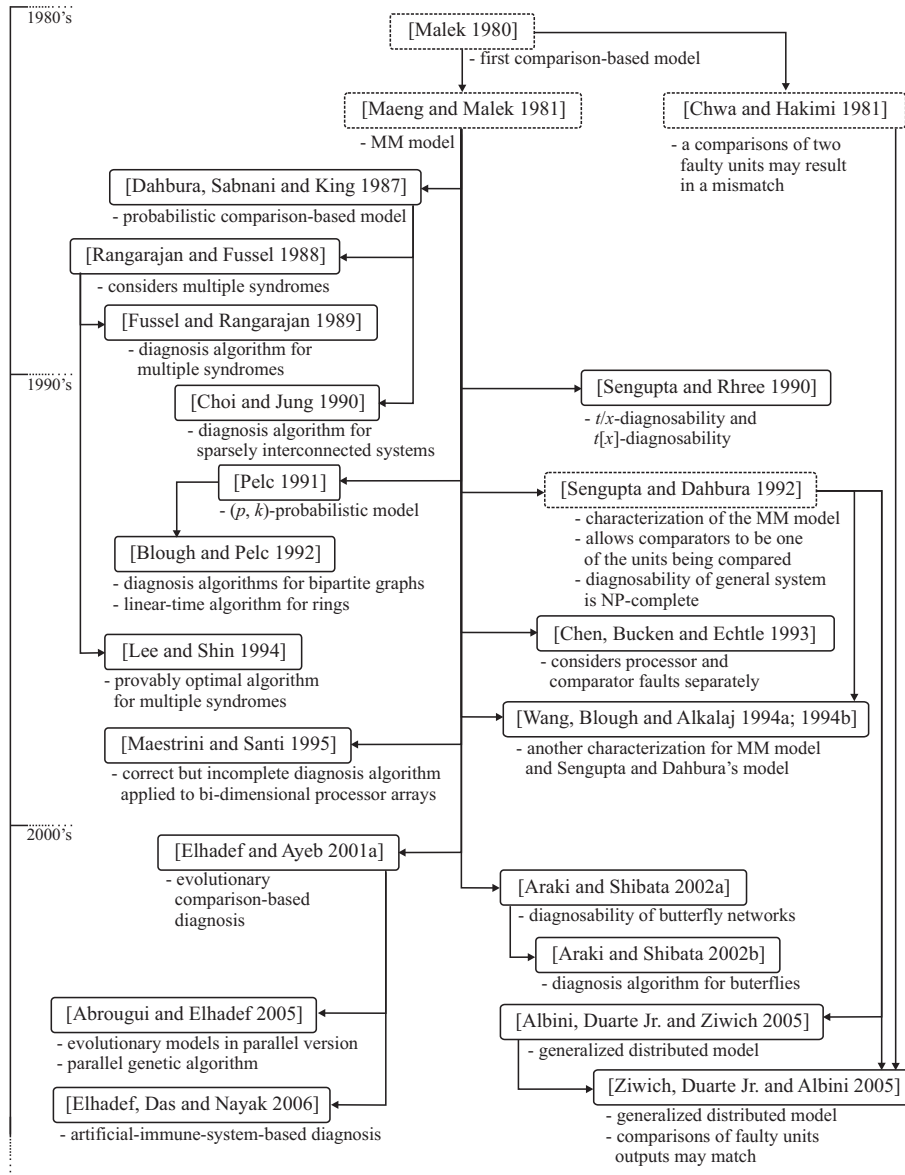 1980's
[Malek 1980]
- first comparison-based model
[Maeng and Malek 1981]
- MM model
[Chwa and Hakimi 1981]
- a comparisons of two
faulty units may result
in a mismatch
[Dahbura, Sabnani and King 1987]
- probabilistic comparison-based model
[Rangarajan and Fussel 1988]
- considers multiple syndromes
[Fussel and Rangarajan 1989]
- diagnosis algorithm for
multiple syndromes
1990's
[Choi and Jung 1990]
- diagnosis algorithm for
sparsely interconnected systems
[Sengupta and Rhree 1990]
- t/x-diagnosability and
t[x]-diagnosability
[Pelc 1991]
- (p, k)-probabilistic model
[Sengupta and Dahbura 1992]
- characterization of the MM model
- allows comparators to be one
of the units being compared
- diagnosability of general system
is NP-complete
[Blough and Pelc 1992]
- diagnosis algorithms for bipartite graphs
- linear-time algorithm for rings
[Chen, Bucken and Echtle 1993]
- considers processor and
comparator faults separately
[Lee and Shin 1994]
- provably optimal algorithm
for multiple syndromes
[Wang, Blough and Alkalaj 1994a; 1994b]
- another characterization for MM model
and Sengupta and Dahbura's model
[Maestrini and Santi 1995]
- correct but incomplete diagnosis algorithm
applied to bi-dimensional processor arrays
2000's
[Elhadef and Ayeb 2001a]
- evolutionary
comparison-based
diagnosis
[Araki and Shibata 2002a]
- diagnosability of butterfly networks
[Araki and Shibata 2002b]
- diagnosis algorithm for buterflies
[Abrougui and Elhadef 2005]
- evolutionary models in parallel version
- parallel genetic algorithm
[Albini, Duarte Jr. and Ziwich 2005]
- generalized distributed model
[Ziwich, Duarte Jr. and Albini 2005]
- generalized distributed model
- comparisons of faulty units
outputs may match
[Elhadef, Das and Nayak 2006]
- artificial-immune-system-based diagnosis